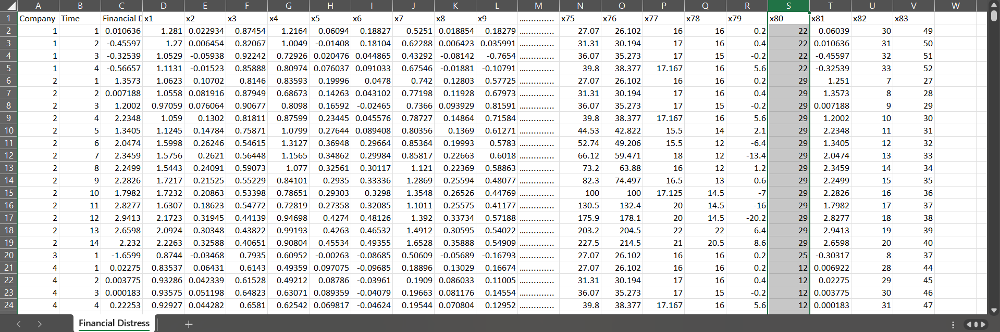 A B C D E F G H I J K L M N O P Q R S T U V W
1 Company Time Financial D x1 x2 x3 x4 x5 x6 x7 x8 x9 ............. x75 x76 x77 x78 x79 x80 x81 x82 x83
2 1 1 0.010636 1.281 0.022934 0.87454 1.2164 0.06094 0.18827 0.5251 0.018854 0.18279 ............. 27.07 26.102 16 16 0.2 22 0.06039 30 49
3 1 2 -0.45597 1.27 0.006454 0.82067 1.0049 -0.01408 0.18104 0.62288 0.006423 0.035991 ............. 31.31 30.194 17 16 0.4 22 0.010636 31 50
4 1 3 -0.32539 1.0529 -0.05938 0.92242 0.72926 0.020476 0.044865 0.43292 -0.08142 -0.7654 ............. 36.07 35.273 17 15 -0.2 22 -0.45597 32 51
5 1 4 -0.56657 1.1131 -0.01523 0.85888 0.80974 0.076037 0.091033 0.67546 -0.01881 -0.10791 ............. 39.8 38.377 17.167 16 5.6 22 -0.32539 33 52
6 2 1 1.3573 1.0623 0.10702 0.8146 0.83593 0.19996 0.0478 0.742 0.12803 0.57725 ............. 27.07 26.102 16 16 0.2 29 1.251 7 27
7 2 2 0.007188 1.0558 0.081916 0.87949 0.68673 0.14263 0.043102 0.77198 0.11928 0.67973 ............. 31.31 30.194 17 16 0.4 29 1.3573 8 28
8 2 3 1.2002 0.97059 0.076064 0.90677 0.8098 0.16592 -0.02465 0.7366 0.093929 0.81591 ............. 36.07 35.273 17 15 -0.2 29 0.007188 9 29
9 2 4 2.2348 1.059 0.1302 0.81811 0.87599 0.23445 0.045576 0.78727 0.14864 0.71584 ............. 39.8 38.377 17.167 16 5.6 29 1.2002 10 30
10 2 5 1.3405 1.1245 0.14784 0.75871 1.0799 0.27644 0.089408 0.80356 0.1369 0.61271 ............. 44.53 42.822 15.5 14 2.1 29 2.2348 11 31
11 2 6 2.0474 1.5998 0.26246 0.54615 1.3127 0.36948 0.29664 0.85364 0.19993 0.5783 ............. 52.74 49.206 15.5 12 -6.4 29 1.3405 12 32
12 2 7 2.3459 1.5756 0.2621 0.56448 1.1565 0.34862 0.29984 0.85817 0.22663 0.6018 ............. 66.12 59.471 18 12 -13.4 29 2.0474 13 33
13 2 8 2.2499 1.5443 0.24091 0.59073 1.077 0.32561 0.30117 1.121 0.22369 0.58863 ............. 73.2 63.88 16 12 1.2 29 2.3459 14 34
14 2 9 2.2826 1.7217 0.21525 0.55229 0.84101 0.2935 0.33336 1.2869 0.25594 0.48077 ............. 82.3 74.497 16.5 13 0.6 29 2.2499 15 35
15 2 10 1.7982 1.7232 0.20863 0.53398 0.78651 0.29303 0.3298 1.3548 0.26526 0.44769 ............. 100 100 17.125 14.5 -7 29 2.2826 16 36
16 2 11 2.8277 1.6307 0.18623 0.54772 0.72819 0.27358 0.32085 1.1011 0.25575 0.41177 ............. 130.5 132.4 20 14.5 -16 29 1.7982 17 37
17 2 12 2.9413 2.1723 0.31945 0.44139 0.94698 0.4274 0.48126 1.392 0.33734 0.57188 ............. 175.9 178.1 20 14.5 -20.2 29 2.8277 18 38
18 2 13 2.6598 2.0924 0.30348 0.43822 0.99193 0.4263 0.46532 1.4912 0.30595 0.54022 ............. 203.2 204.5 22 22 6.4 29 2.9413 19 39
19 2 14 2.232 2.2263 0.32588 0.40651 0.90804 0.45534 0.49355 1.6528 0.35888 0.54909 ............. 227.5 214.5 21 20.5 8.6 29 2.6598 20 40
20 3 1 -1.6599 0.8744 -0.03468 0.7935 0.60952 -0.00263 -0.08685 0.50609 -0.05689 -0.16793 ............. 27.07 26.102 16 16 0.2 25 -0.30317 8 37
21 4 1 0.02275 0.83537 0.06431 0.6143 0.49359 0.097075 -0.09685 0.18896 0.13029 0.16674 ............. 27.07 26.102 16 16 0.2 12 0.006922 28 44
22 4 2 0.003775 0.93286 0.042339 0.61528 0.49212 0.08786 -0.03961 0.1909 0.086033 0.11005 ............. 31.31 30.194 17 16 0.4 12 0.02275 29 45
23 4 3 0.000183 0.93575 0.051198 0.64823 0.63071 0.089359 -0.04079 0.19663 0.081176 0.14554 ............. 36.07 35.273 17 15 -0.2 12 0.003775 30 46
24 4 4 0.22253 0.92927 0.044282 0.6581 0.62542 0.069817 -0.04624 0.19544 0.070804 0.12952 ............. 39.8 38.377 17.167 16 5.6 12 0.000183 31 47
Financial Distress